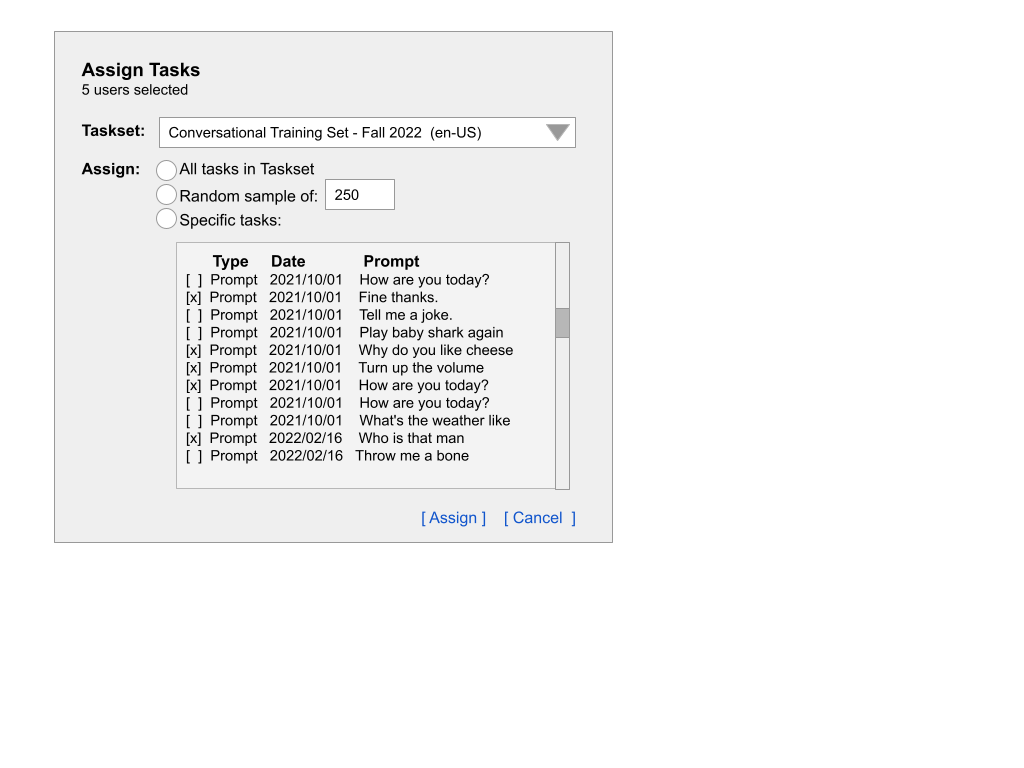 Assign Tasks
5 users selected
Taskset: Conversational Training Set - Fall 2022 (en-US)
Assign: All tasks in Taskset
Random sample of: 250
Specific tasks:
Type Date Prompt
[ ] Prompt 2021/10/01 How are you today?
[x] Prompt 2021/10/01 Fine thanks.
[ ] Prompt 2021/10/01 Tell me a joke.
[ ] Prompt 2021/10/01 Play baby shark again
[x] Prompt 2021/10/01 Why do you like cheese
[x] Prompt 2021/10/01 Turn up the volume
[x] Prompt 2021/10/01 How are you today?
[ ] Prompt 2021/10/01 How are you today?
[ ] Prompt 2021/10/01 What's the weather like
[x] Prompt 2022/02/16 Who is that man
[ ] Prompt 2022/02/16 Throw me a bone
[ Assign ] [ Cancel ]